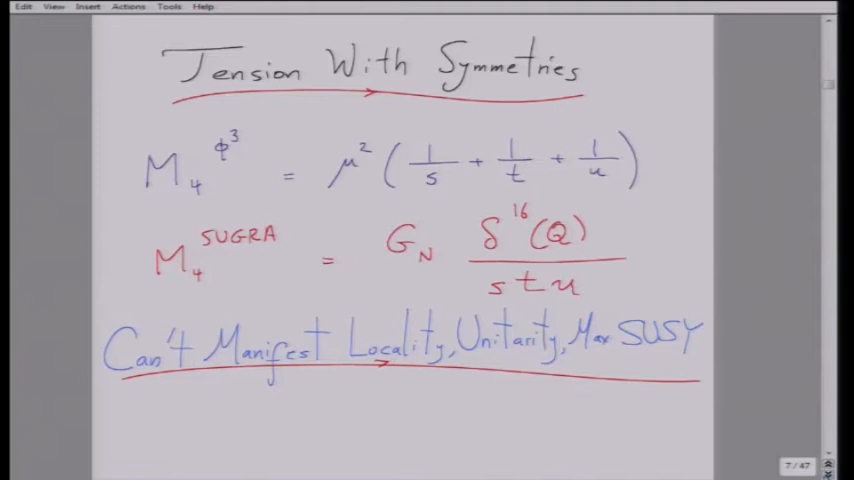 Edit View Insert Actions Tools Help
Tension With Symmetries
M₄^ϕ³ = μ² (1/s + 1/t + 1/u)
M₄^SUGRA = G_N δ¹⁶(Q) / stu
Can't Manifest Locality, Unitarity, Max SUSY
7 / 47